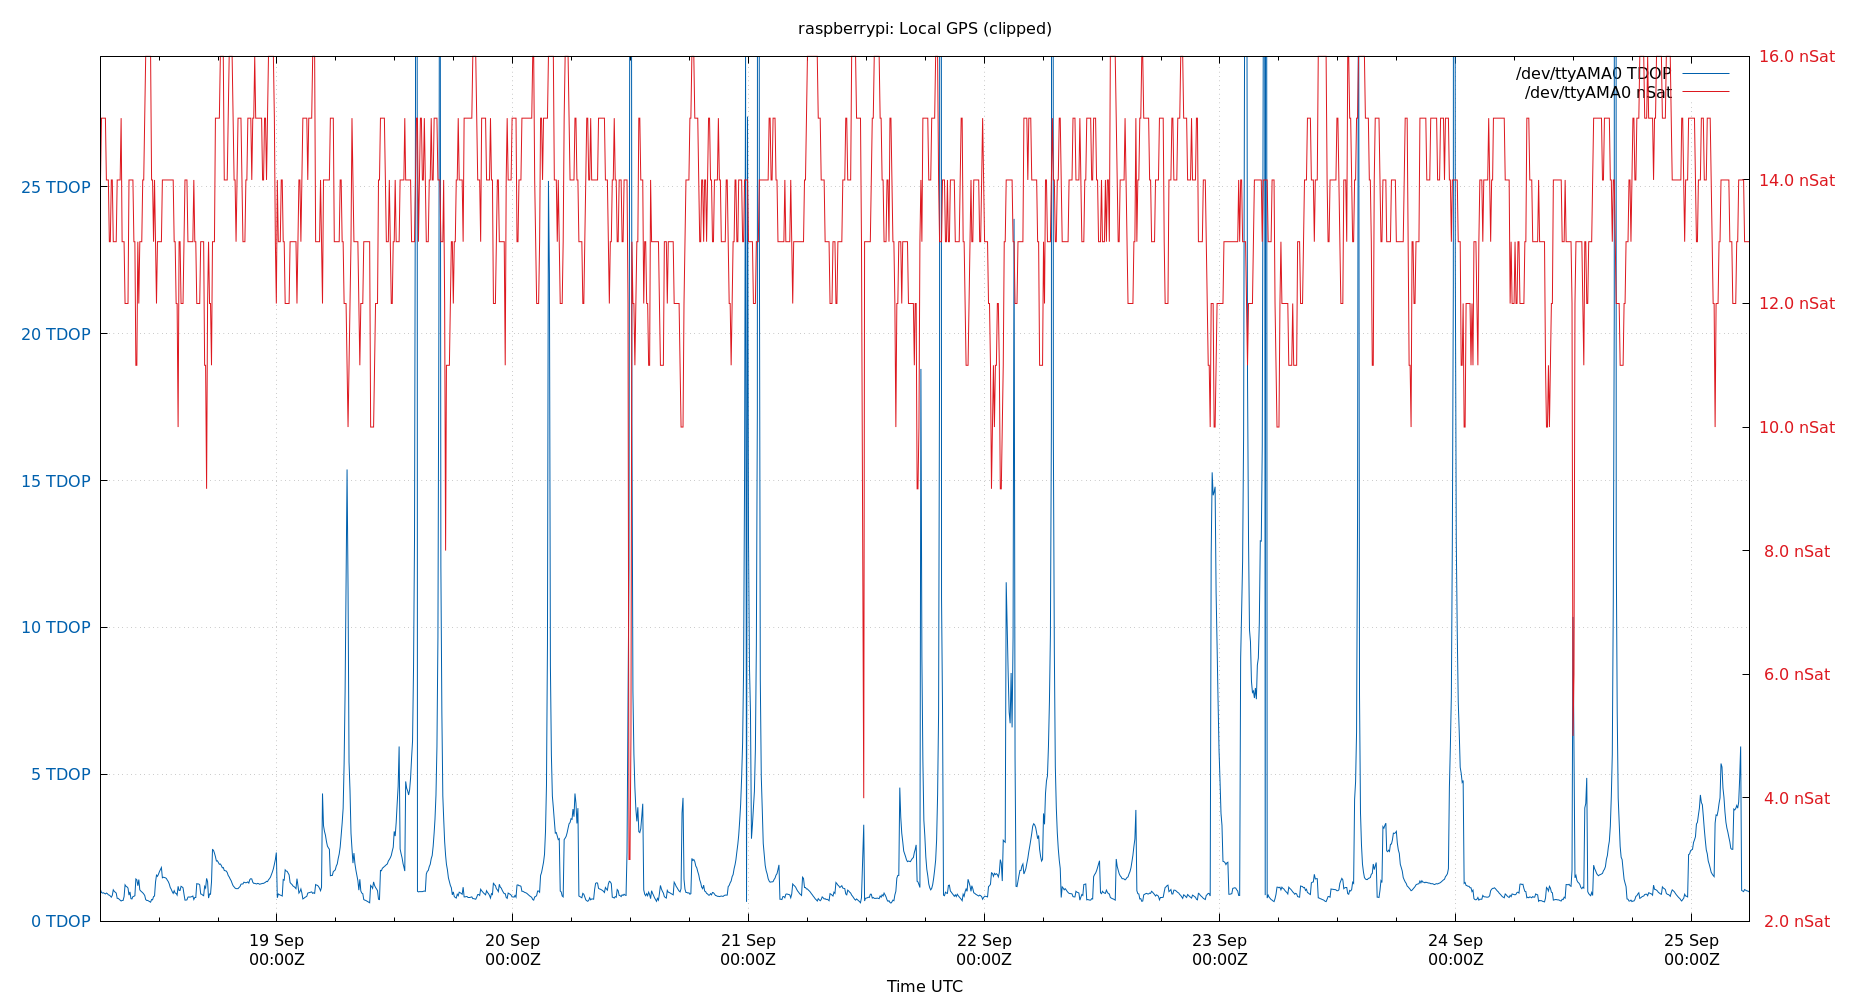 raspberrypi: Local GPS (clipped)
/dev/ttyAMA0 TDOP
/dev/ttyAMA0 nSat
25 TDOP
20 TDOP
15 TDOP
10 TDOP
5 TDOP
0 TDOP
16.0 nSat
14.0 nSat
12.0 nSat
10.0 nSat
8.0 nSat
6.0 nSat
4.0 nSat
2.0 nSat
19 Sep
00:00Z
20 Sep
00:00Z
21 Sep
00:00Z
22 Sep
00:00Z
23 Sep
00:00Z
24 Sep
00:00Z
25 Sep
00:00Z
Time UTC